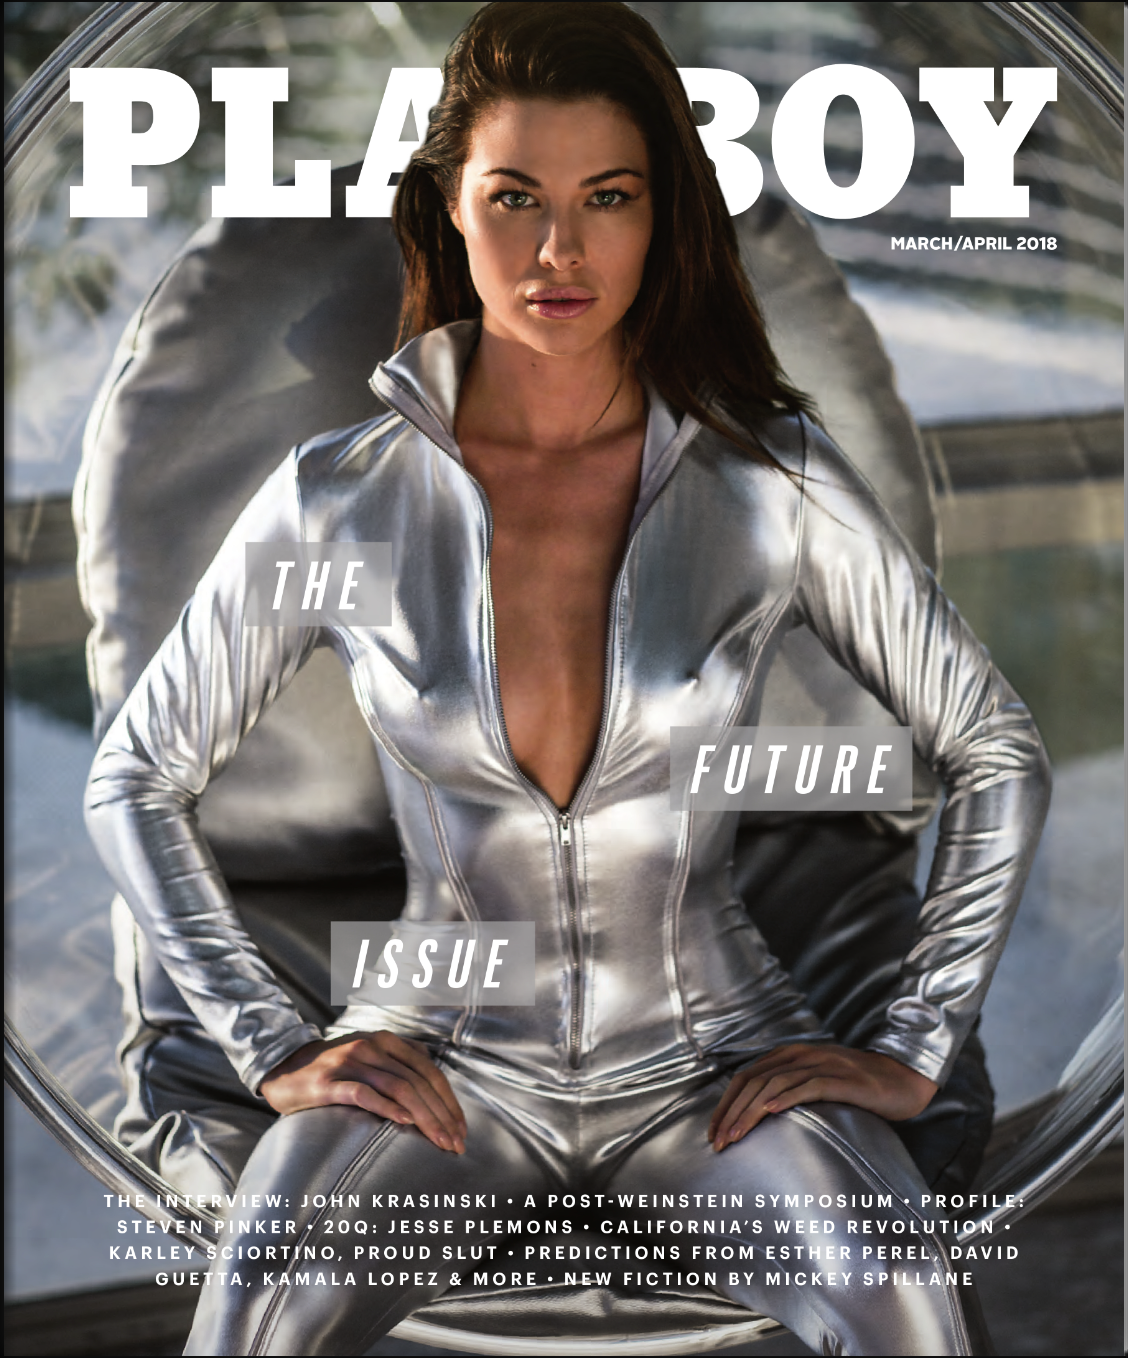 PLAYBOY
MARCH/APRIL 2018
THE
FUTURE
ISSUE
THE INTERVIEW: JOHN KRASINSKI • A POST-WEINSTEIN SYMPOSIUM • PROFILE:
STEVEN PINKER • 20Q: JESSE PLEMONS • CALIFORNIA'S WEED REVOLUTION •
KARLEY SCIORTINO, PROUD SLUT • PREDICTIONS FROM ESTHER PEREL, DAVID
GUETTA, KAMALA LOPEZ & MORE • NEW FICTION BY MICKEY SPILLANE